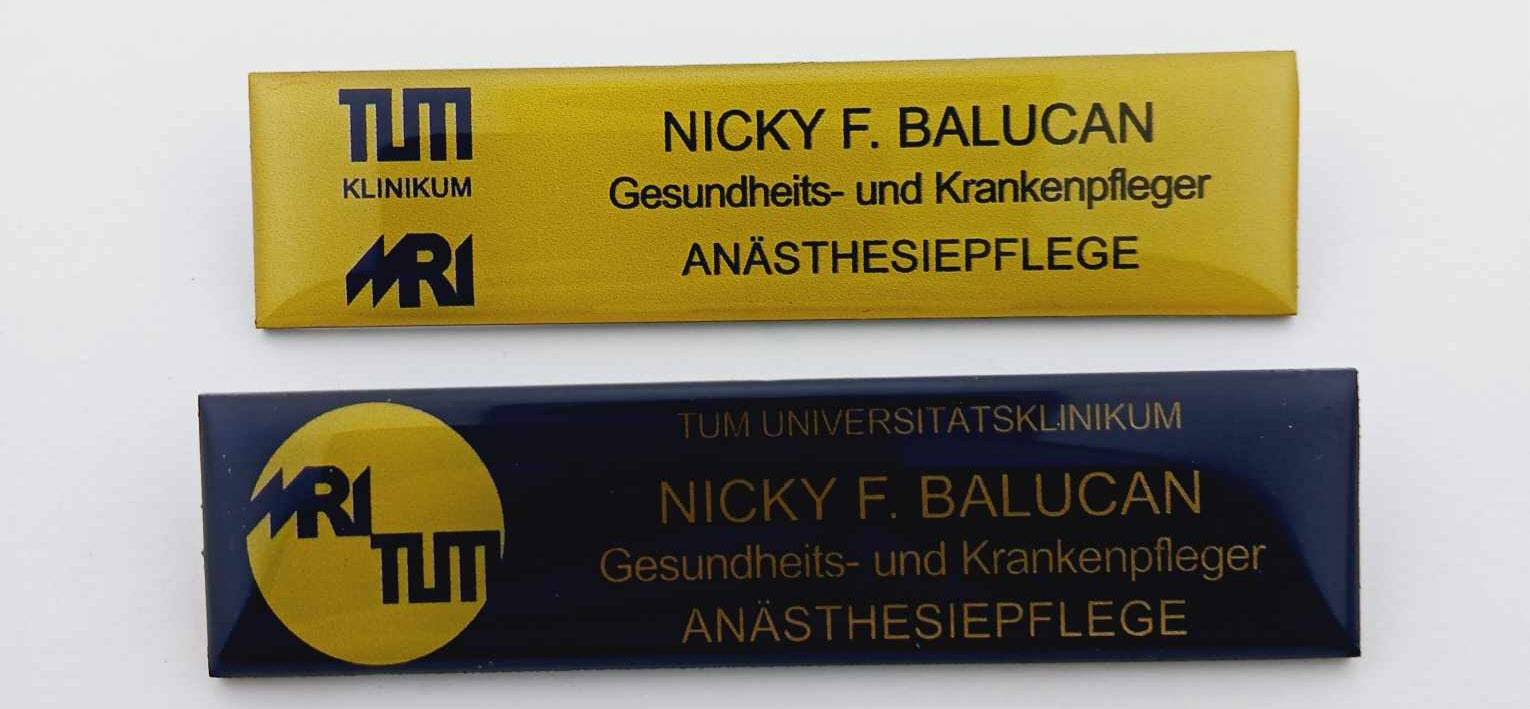 TUM
KLINIKUM
MRI
NICKY F. BALUCAN
Gesundheits- und Krankenpfleger
ANÄSTHESIEPFLEGE
MRI
TUM
TUM UNIVERSITÄTSKLINIKUM
NICKY F. BALUCAN
Gesundheits- und Krankenpfleger
ANÄSTHESIEPFLEGE